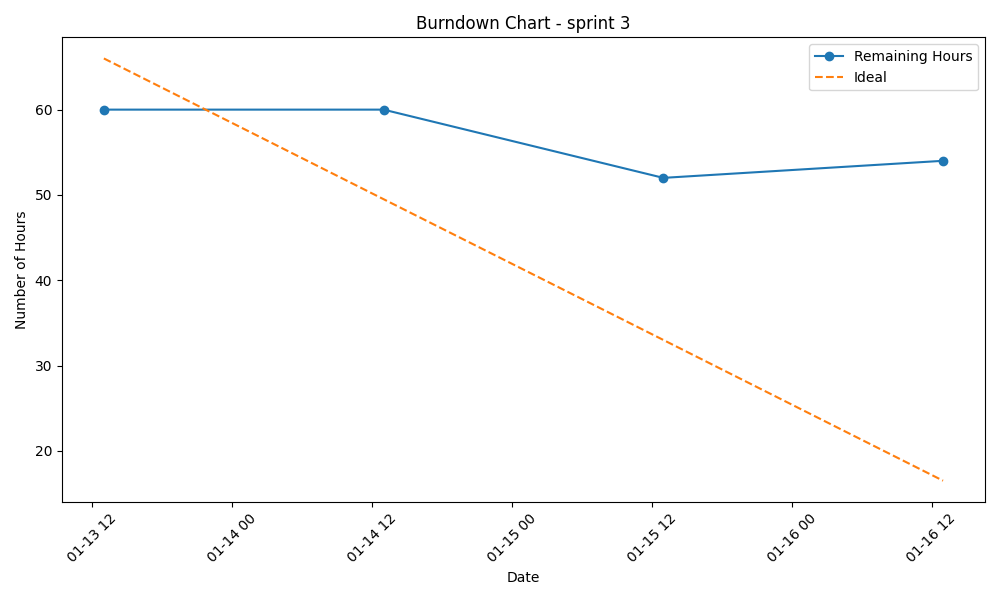 Burndown Chart - sprint 3
Remaining Hours
Ideal
Number of Hours
60
50
40
30
20
01-13 12
01-14 00
01-14 12
01-15 00
01-15 12
01-16 00
01-16 12
Date